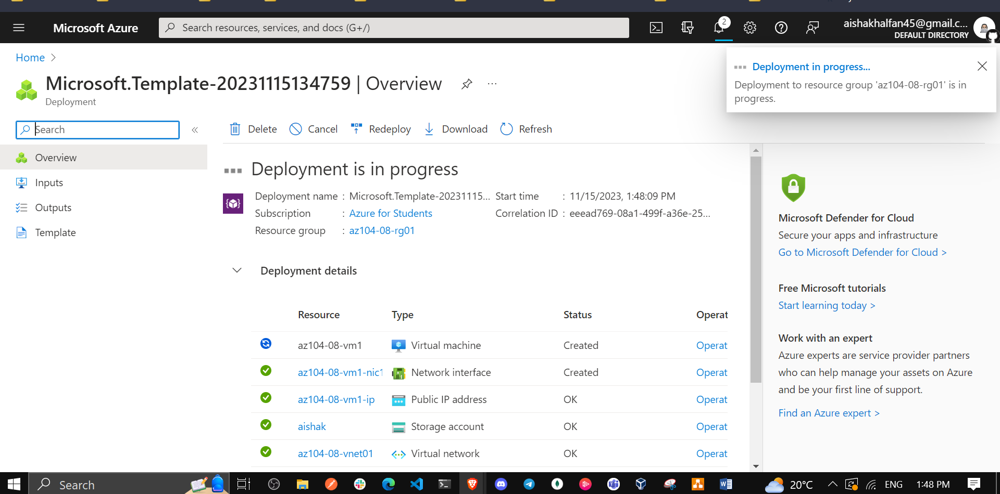 Microsoft Azure
Search resources, services, and docs (G+/)
2
aishakhalfan45@gmail.c...
DEFAULT DIRECTORY
Home
Deployment in progress...
Deployment to resource group 'az104-08-rg01' is in
progress.
Microsoft.Template-20231115134759 | Overview
Deployment
Search
Delete
Cancel
Redeploy
Download
Refresh
Overview
Inputs
Outputs
Template
Deployment is in progress
Deployment name : Microsoft.Template-20231115...
Subscription : Azure for Students
Resource group : az104-08-rg01
Start time : 11/15/2023, 1:48:09 PM
Correlation ID : eeead769-08a1-499f-a36e-25...
Deployment details
Resource Type Status Operat
az104-08-vm1 Virtual machine Created Operat
az104-08-vm1-nic1 Network interface Created Operat
az104-08-vm1-ip Public IP address OK Operat
aishak Storage account OK Operat
az104-08-vnet01 Virtual network OK Operat
Microsoft Defender for Cloud
Secure your apps and infrastructure
Go to Microsoft Defender for Cloud >
Free Microsoft tutorials
Start learning today >
Work with an expert
Azure experts are service provider partners
who can help manage your assets on Azure
and be your first line of support.
Find an Azure expert >
Search
20°C
ENG
1:48 PM